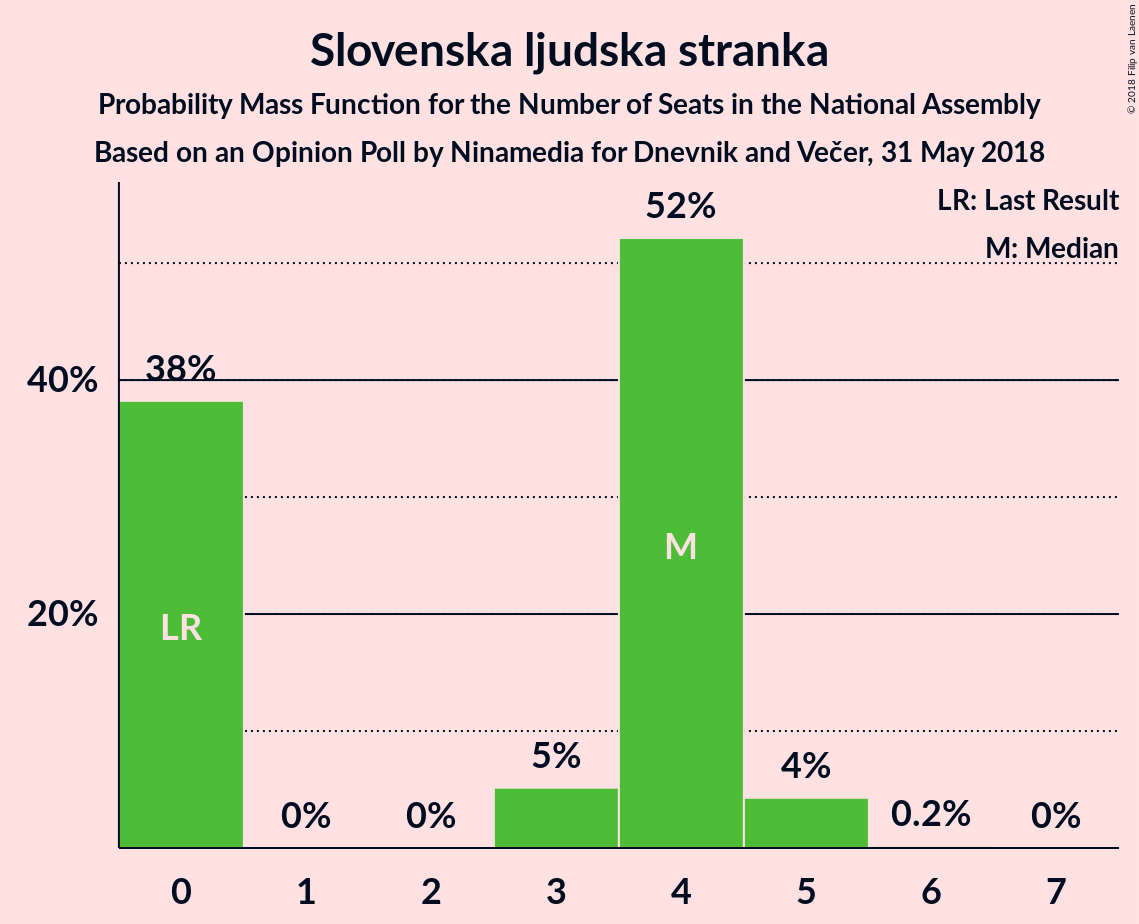 Slovenska ljudska stranka
Probability Mass Function for the Number of Seats in the National Assembly
Based on an Opinion Poll by Ninamedia for Dnevnik and Večer, 31 May 2018
© 2018 Filip van Laenen
LR: Last Result
M: Median
52%
38%
40%
M
20%
LR
5%
4%
0%
0%
0.2%
0%
0 1 2 3 4 5 6 7